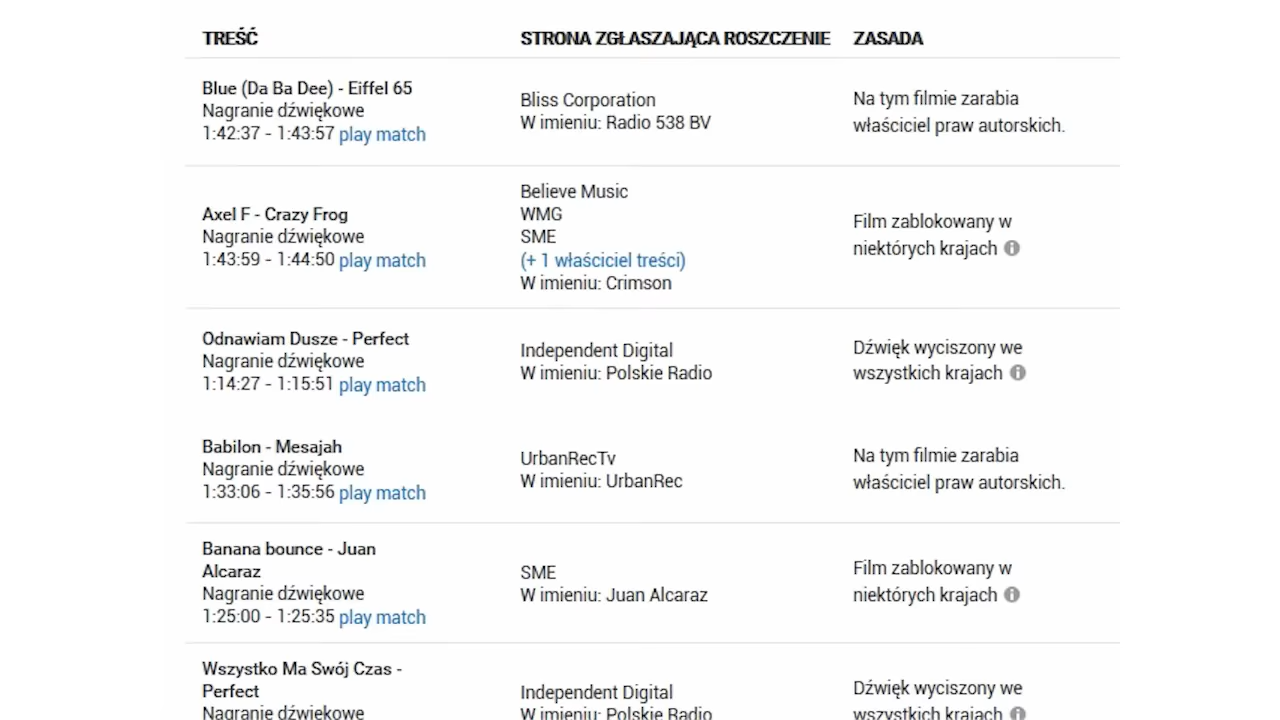 TREŚĆ STRONA ZGŁASZAJĄCA ROSZCZENIE ZASADA
Blue (Da Ba Dee) - Eiffel 65
Nagranie dźwiękowe
1:42:37 - 1:43:57 play match
Bliss Corporation
W imieniu: Radio 538 BV
Na tym filmie zarabia
właściciel praw autorskich.
Axel F - Crazy Frog
Nagranie dźwiękowe
1:43:59 - 1:44:50 play match
Believe Music
WMG
SME
(+ 1 właściciel treści)
W imieniu: Crimson
Film zablokowany w
niektórych krajach
Odnawiam Dusze - Perfect
Nagranie dźwiękowe
1:14:27 - 1:15:51 play match
Independent Digital
W imieniu: Polskie Radio
Dźwięk wyciszony we
wszystkich krajach
Babilon - Mesajah
Nagranie dźwiękowe
1:33:06 - 1:35:56 play match
UrbanRecTv
W imieniu: UrbanRec
Na tym filmie zarabia
właściciel praw autorskich.
Banana bounce - Juan
Alcaraz
Nagranie dźwiękowe
1:25:00 - 1:25:35 play match
SME
W imieniu: Juan Alcaraz
Film zablokowany w
niektórych krajach
Wszystko Ma Swój Czas -
Perfect
Nagranie dźwiękowe
Independent Digital
W imieniu: Polskie Radio
Dźwięk wyciszony we
wszystkich krajach